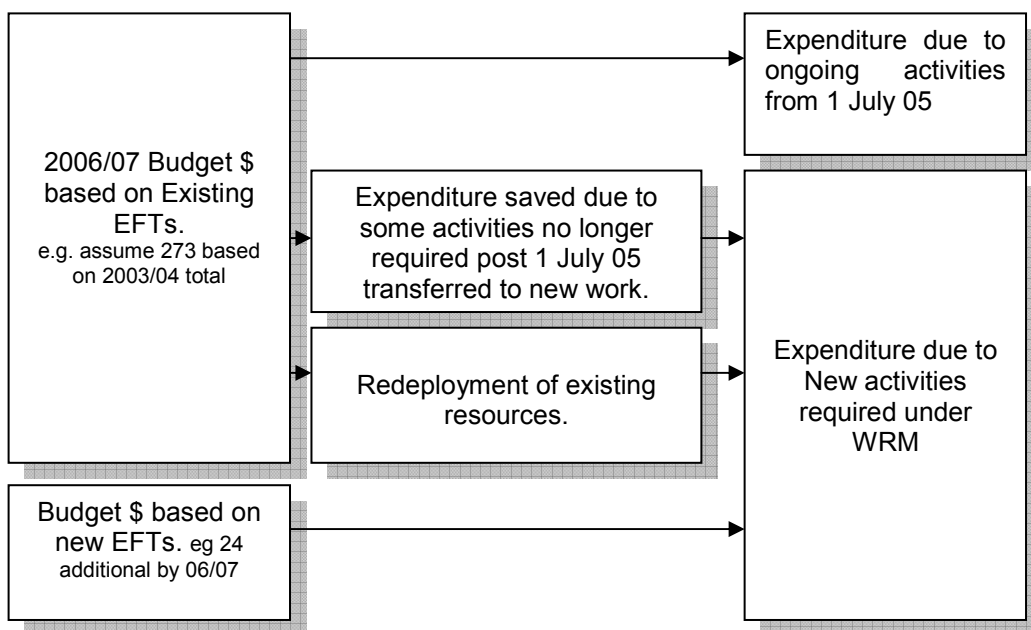 2006/07 Budget $
based on Existing
EFTs.
e.g. assume 273 based
on 2003/04 total
Expenditure due to
ongoing activities
from 1 July 05
Expenditure saved due to
some activities no longer
required post 1 July 05
transferred to new work.
Redeployment of existing
resources.
Expenditure due to
New activities
required under
WRM
Budget $ based on
new EFTs. eg 24
additional by 06/07